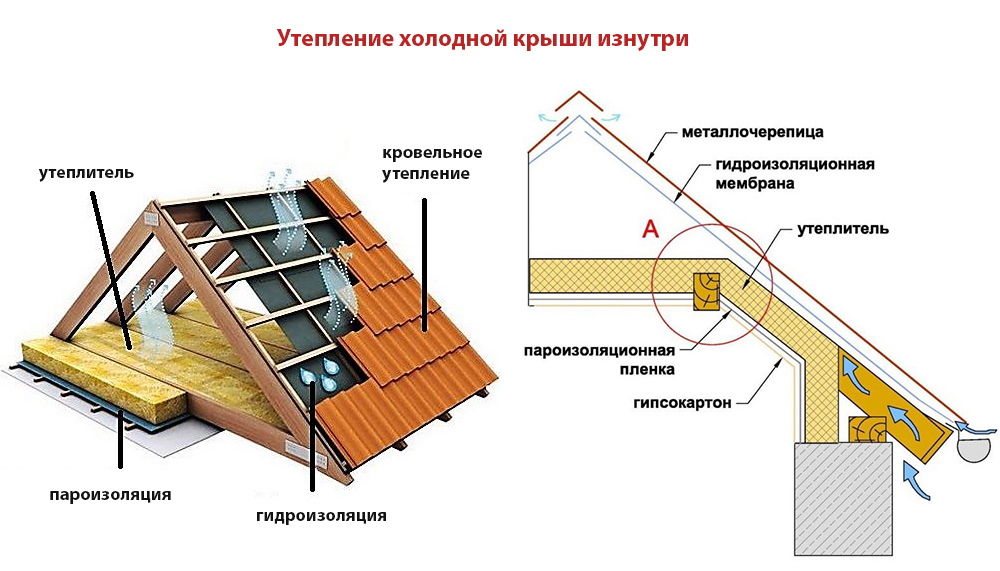 Утепление холодной крыши изнутри
утеплитель
кровельное
утепление
пароизоляция
гидроизоляция
металлочерепица
гидроизоляционная
мембрана
А
утеплитель
пароизоляционная
пленка
гипсокартон